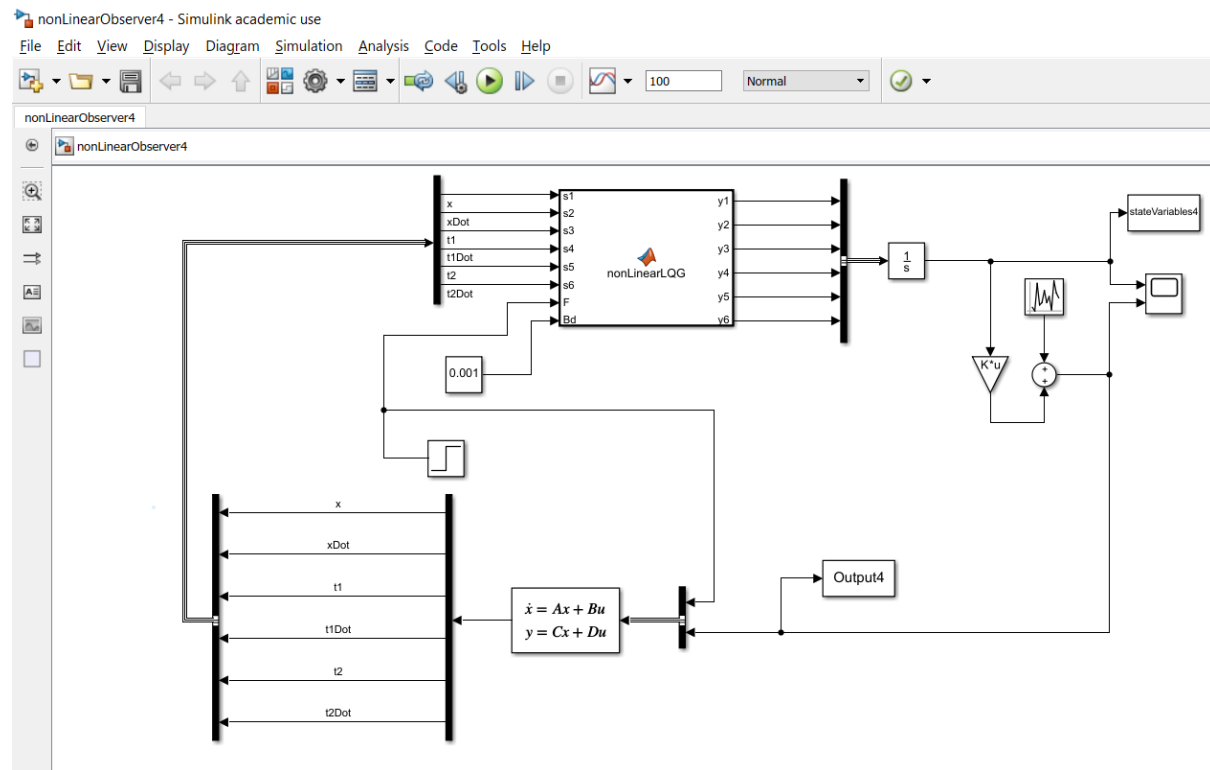 nonLinearObserver4 - Simulink academic use
File Edit View Display Diagram Simulation Analysis Code Tools Help
100
Normal
nonLinearObserver4
nonLinearObserver4
x
xDot
t1
t1Dot
t2
t2Dot
s1
s2
s3
s4
s5
s6
F
Bd
nonLinearLQG
y1
y2
y3
y4
y5
y6
1
s
stateVariables4
K*u
+
+
0.001
x
xDot
t1
t1Dot
t2
t2Dot
ẋ = Ax + Bu
y = Cx + Du
Output4